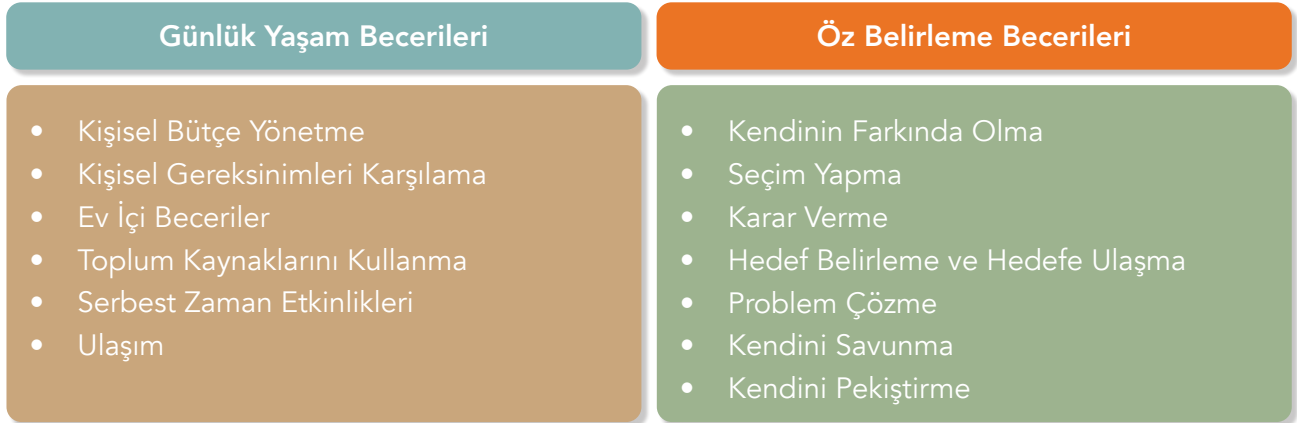 Günlük Yaşam Becerileri
• Kişisel Bütçe Yönetme
• Kişisel Gereksinimleri Karşılama
• Ev İçi Beceriler
• Toplum Kaynaklarını Kullanma
• Serbest Zaman Etkinlikleri
• Ulaşım
Öz Belirleme Becerileri
• Kendinin Farkında Olma
• Seçim Yapma
• Karar Verme
• Hedef Belirleme ve Hedefe Ulaşma
• Problem Çözme
• Kendini Savunma
• Kendini Pekiştirme